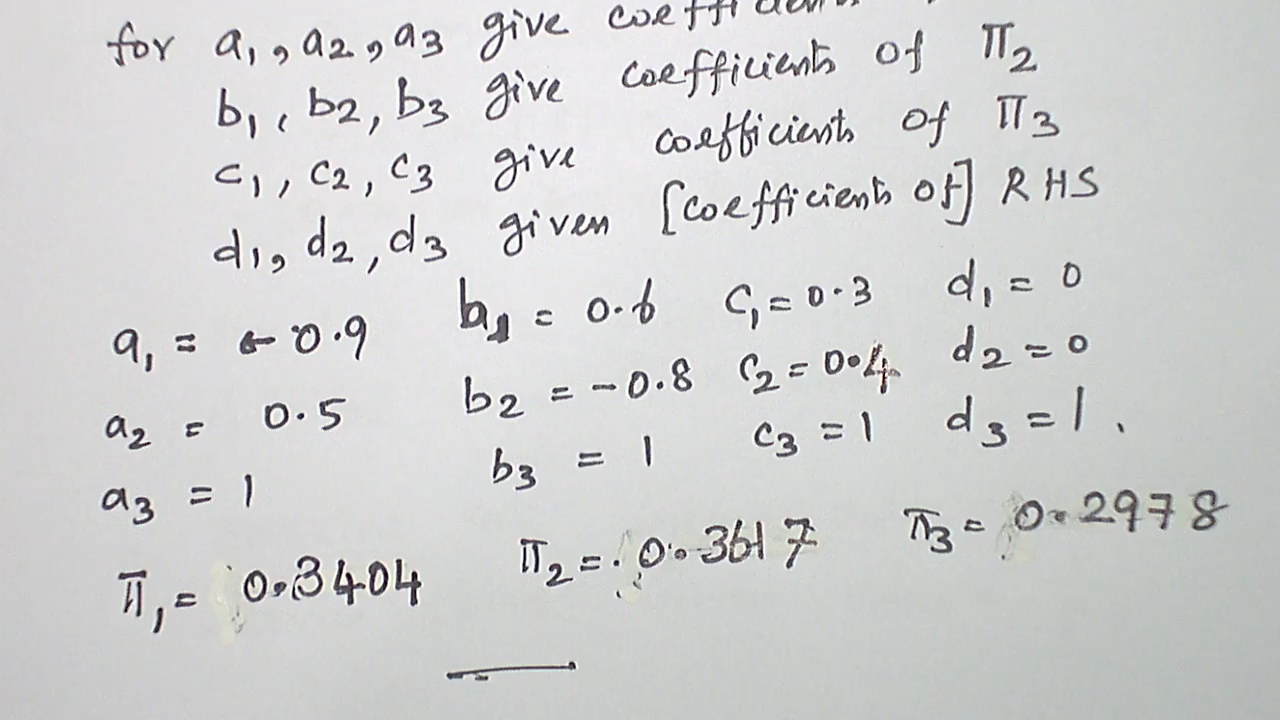 for a1, a2, a3 give coefficients
b1, b2, b3 give coefficients of π2
c1, c2, c3 give coefficients of π3
d1, d2, d3 given [coefficients of] RHS
a1 = -0.9 b1 = 0.6 c1 = 0.3 d1 = 0
a2 = 0.5 b2 = -0.8 c2 = 0.4 d2 = 0
a3 = 1 b3 = 1 c3 = 1 d3 = 1.
π1 = 0.3404 π2 = 0.3617 π3 = 0.2978